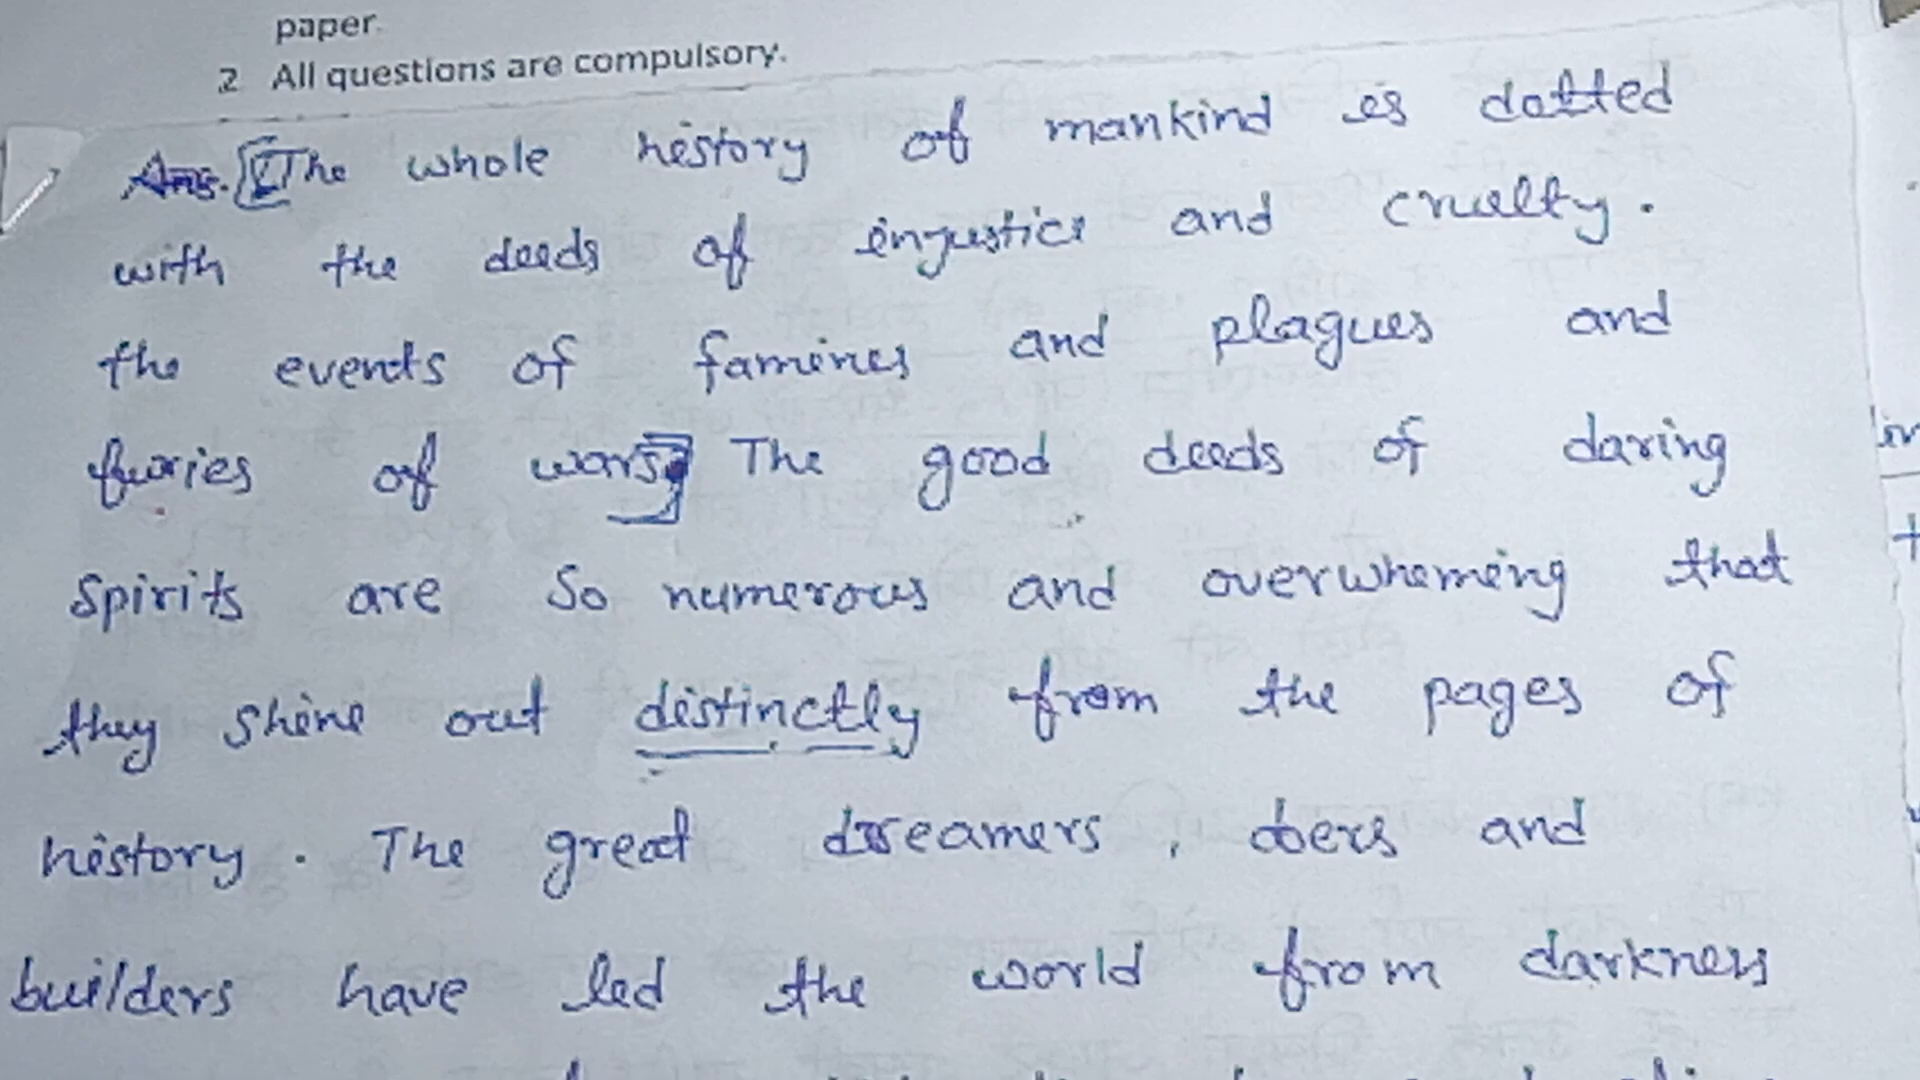 paper.
2 All questions are compulsory.
Ans. [The whole history of mankind is dotted
with the deeds of injustice and cruelty.
the events of famines and plagues and
furies of wars] The good deeds of daring
Spirits are So numerous and overwheming that
they shine out distinctly from the pages of
history. The great dreamers, doers and
builders have led the world from darkness